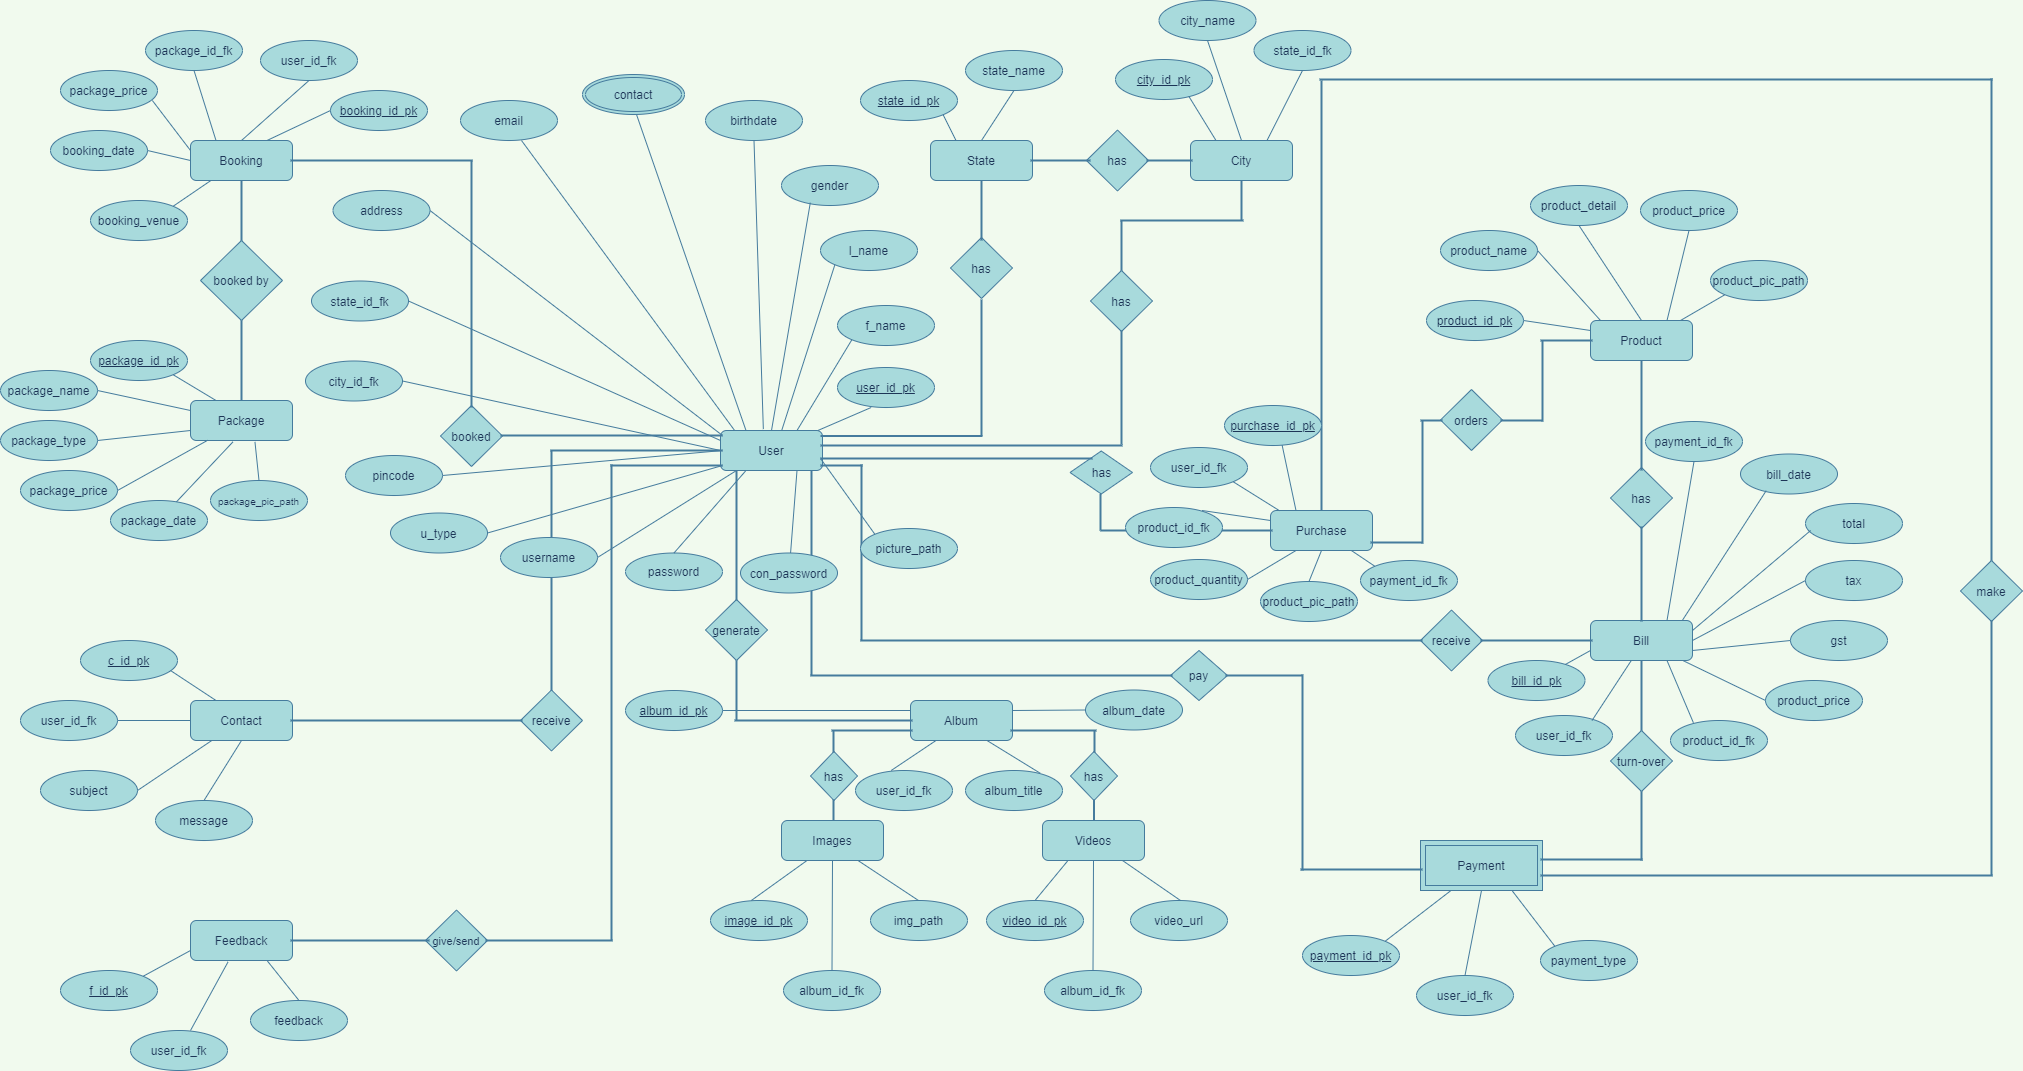 city_name
package_id_fk
user_id_fk
state_id_fk
state_name
city_id_pk
package_price
contact
state_id_pk
booking_id_pk
email
birthdate
booking_date
Booking
State
has
City
gender
product_detail
product_price
address
booking_venue
l_name
product_name
booked by
has
product_pic_path
state_id_fk
has
f_name
product_id_pk
Product
package_id_pk
city_id_fk
user_id_pk
package_name
Package
orders
purchase_id_pk
package_type
booked
User
payment_id_fk
pincode
has
user_id_fk
bill_date
package_price
package_pic_path
has
package_date
u_type
product_id_fk
Purchase
total
username
picture_path
password
con_password
product_quantity
payment_id_fk
tax
make
product_pic_path
generate
receive
Bill
gst
c_id_pk
pay
bill_id_pk
product_price
album_id_pk
album_date
user_id_fk
Contact
receive
Album
user_id_fk
product_id_fk
turn-over
has
has
subject
user_id_fk
album_title
message
Images
Videos
Payment
image_id_pk
img_path
video_id_pk
video_url
Feedback
give/send
payment_id_pk
payment_type
f_id_pk
album_id_fk
album_id_fk
user_id_fk
feedback
user_id_fk